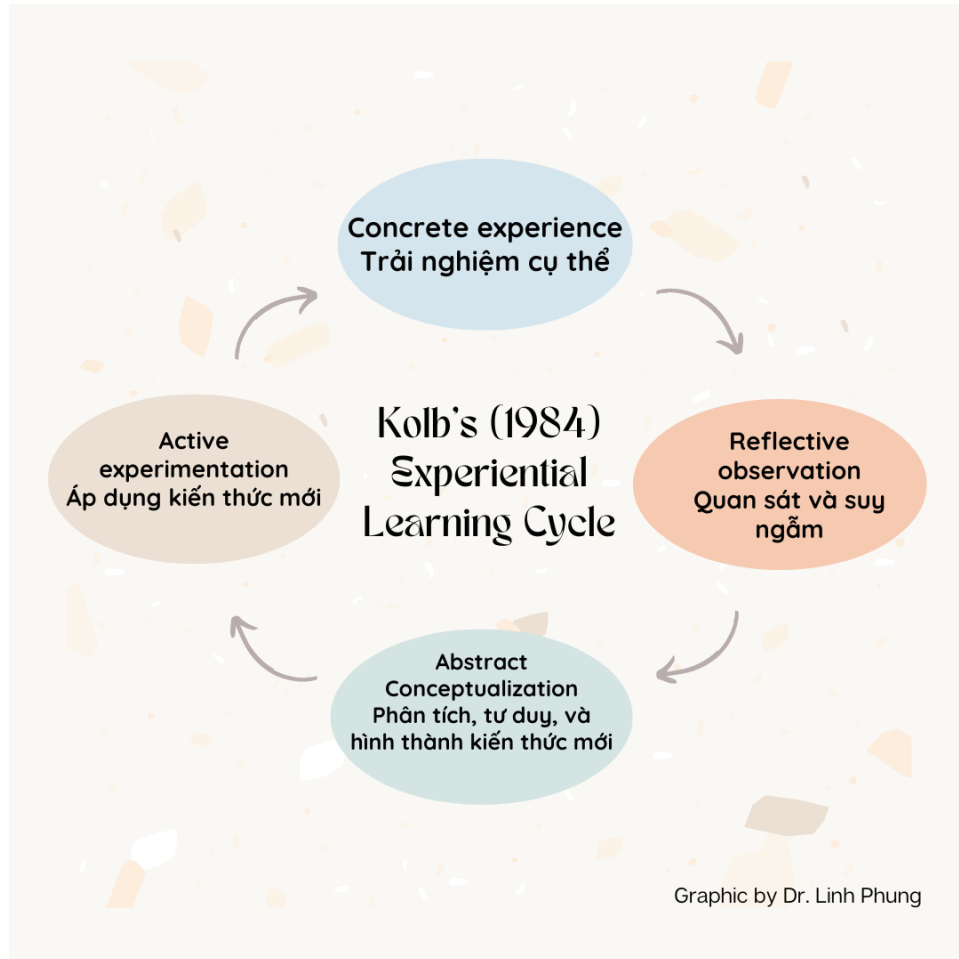 Concrete experience
Trải nghiệm cụ thể
Kolb's (1984)
Experiential
Learning Cycle
Active
experimentation
Áp dụng kiến thức mới
Reflective
observation
Quan sát và suy
ngẫm
Abstract
Conceptualization
Phân tích, tư duy, và
hình thành kiến thức mới
Graphic by Dr. Linh Phung